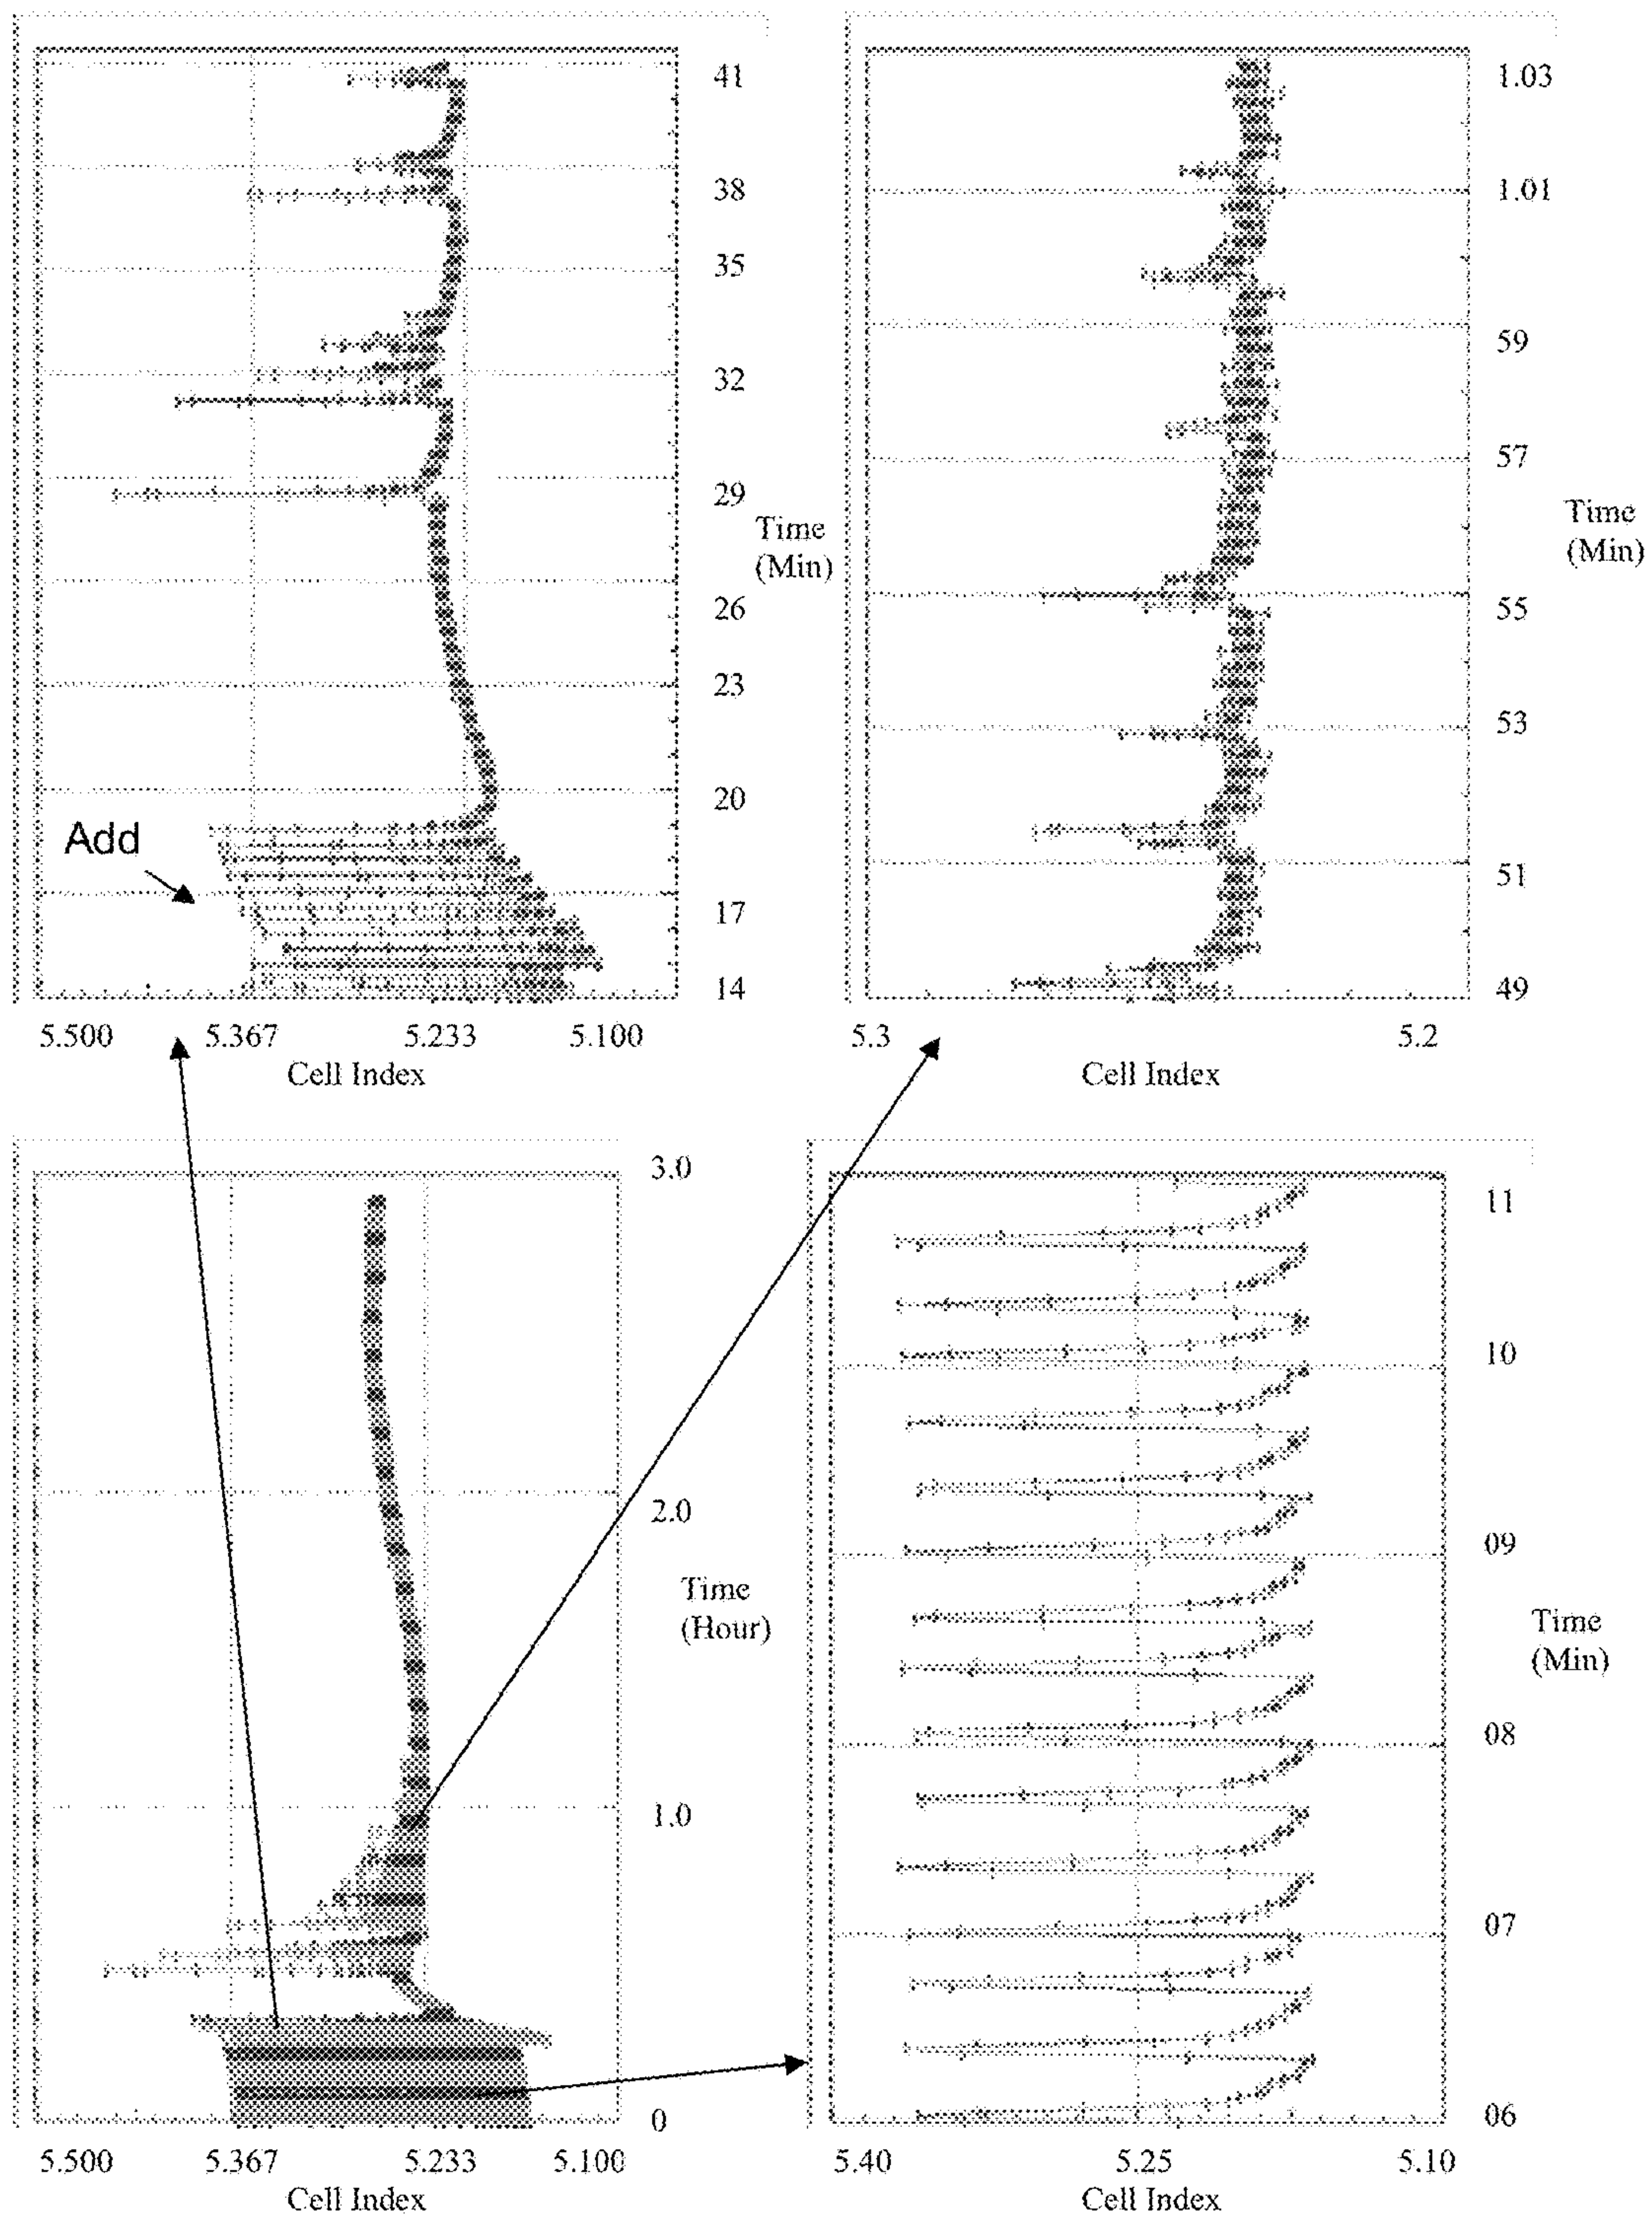 41
38
35
32
29
Time
(Min)
26
23
20
Add
17
14
5.500 5.367 5.233 5.100
Cell Index
1.03
1.01
59
57
Time
(Min)
55
53
51
49
5.3 5.2
Cell Index
3.0
2.0
Time
(Hour)
1.0
0
5.500 5.367 5.233 5.100
Cell Index
11
10
09
Time
(Min)
08
07
06
5.40 5.25 5.10
Cell Index